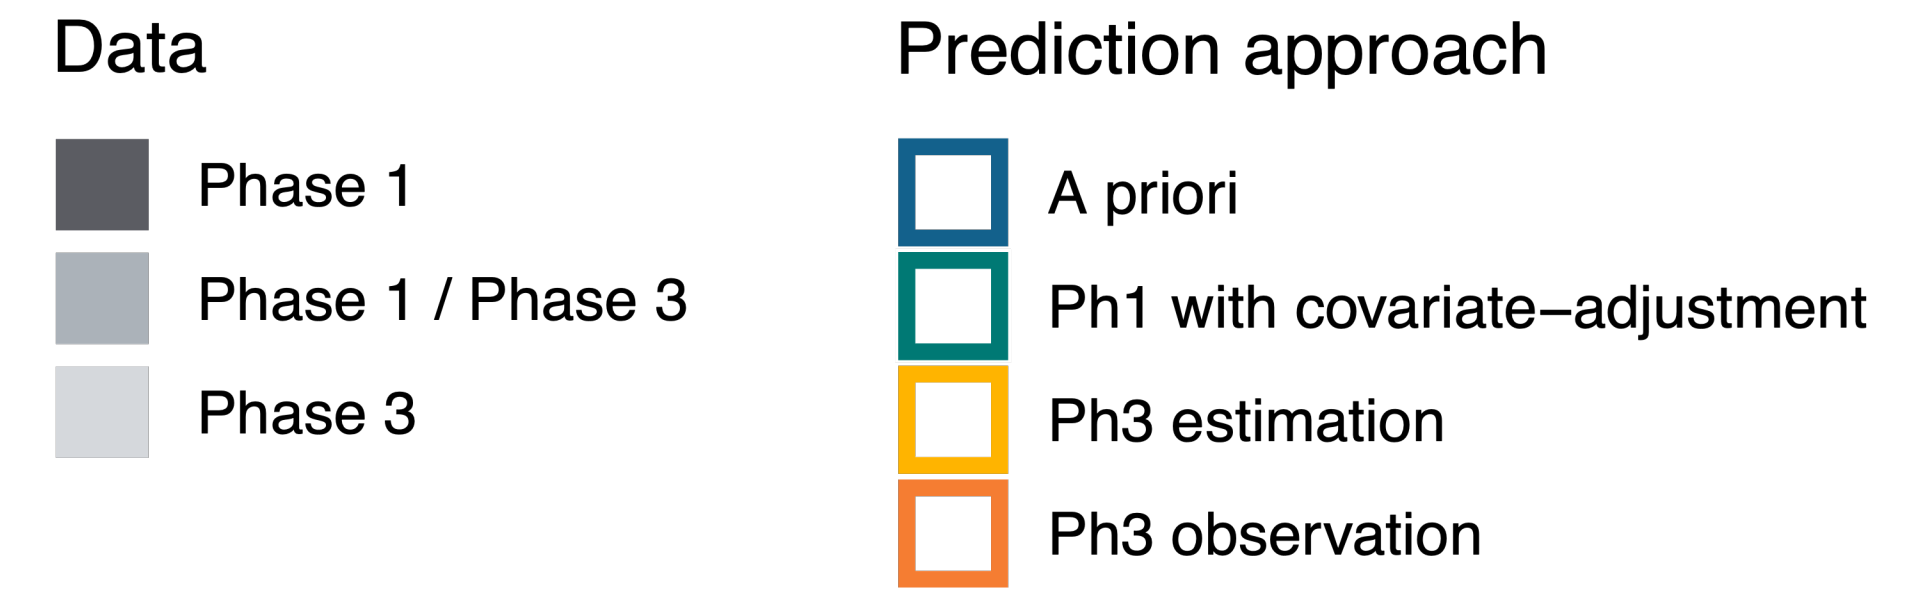 Data
Phase 1
Phase 1 / Phase 3
Phase 3
Prediction approach
A priori
Ph1 with covariate−adjustment
Ph3 estimation
Ph3 observation